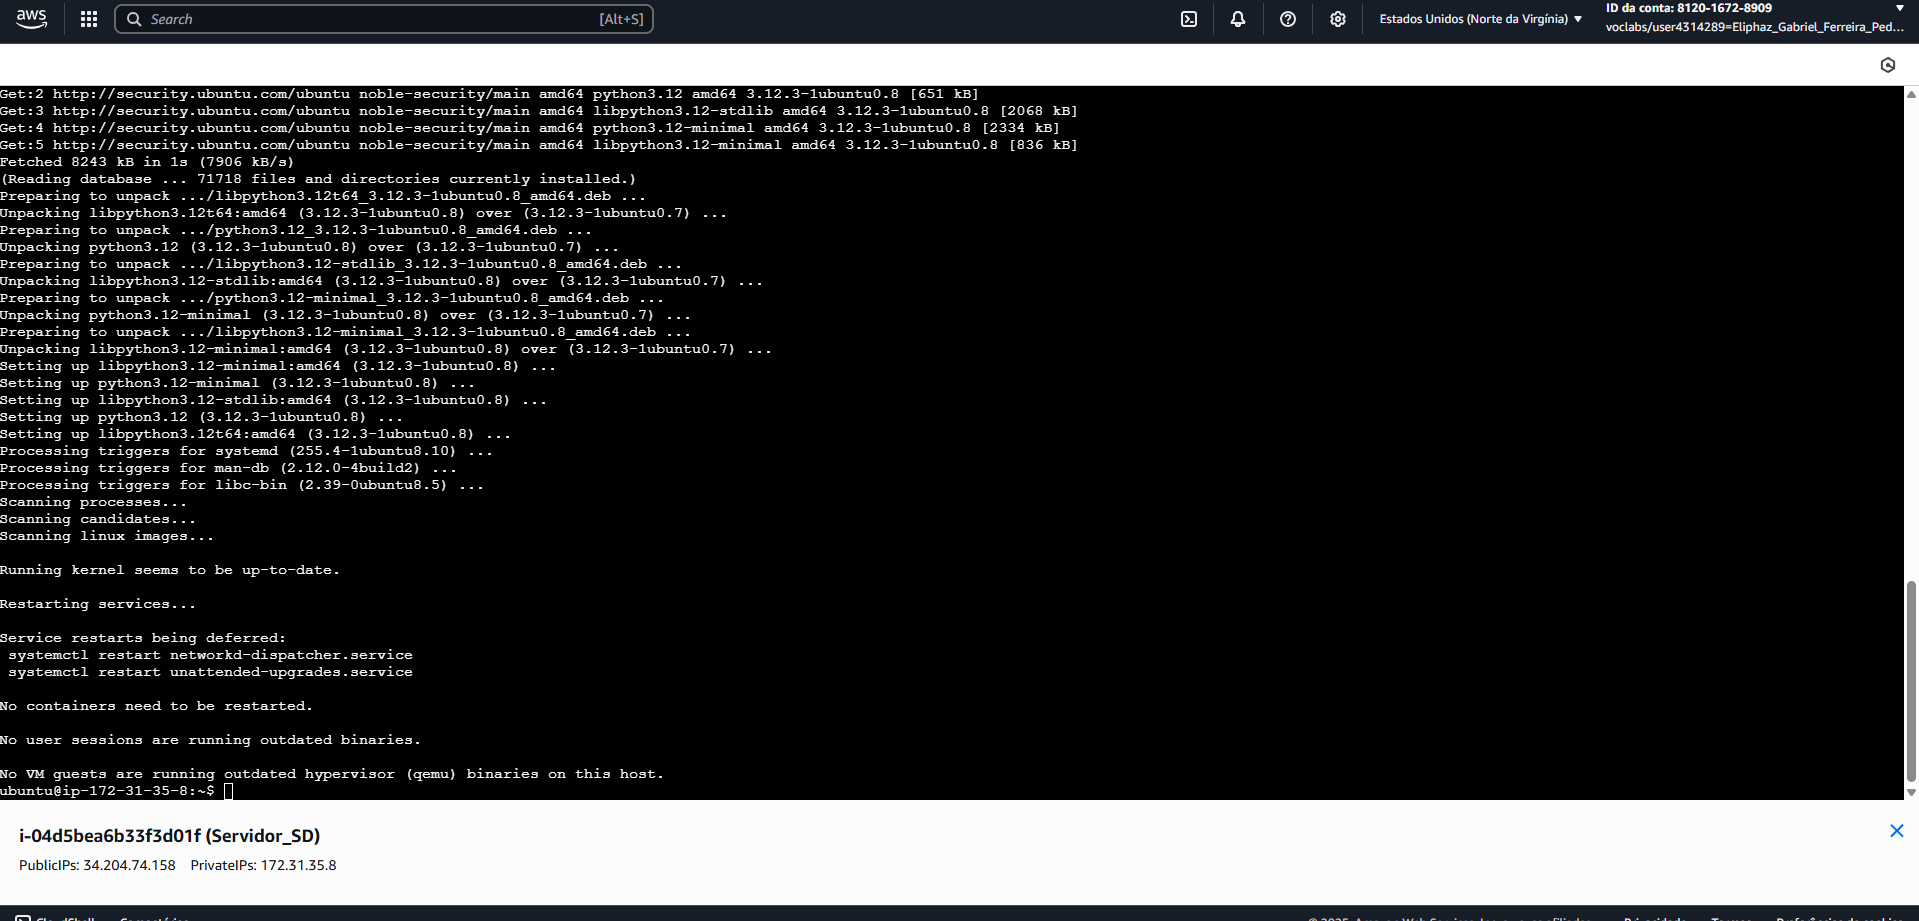 aws
Search
[Alt+S]
Estados Unidos (Norte da Virgínia)
ID da conta: 8120-1672-8909
voclabs/user4314289=Eliphaz_Gabriel_Ferreira_Ped...
Get:2 http://security.ubuntu.com/ubuntu noble-security/main amd64 python3.12 amd64 3.12.3-1ubuntu0.8 [651 kB]
Get:3 http://security.ubuntu.com/ubuntu noble-security/main amd64 libpython3.12-stdlib amd64 3.12.3-1ubuntu0.8 [2068 kB]
Get:4 http://security.ubuntu.com/ubuntu noble-security/main amd64 python3.12-minimal amd64 3.12.3-1ubuntu0.8 [2334 kB]
Get:5 http://security.ubuntu.com/ubuntu noble-security/main amd64 libpython3.12-minimal amd64 3.12.3-1ubuntu0.8 [836 kB]
Fetched 8243 kB in 1s (7906 kB/s)
(Reading database ... 71718 files and directories currently installed.)
Preparing to unpack .../libpython3.12t64_3.12.3-1ubuntu0.8_amd64.deb ...
Unpacking libpython3.12t64:amd64 (3.12.3-1ubuntu0.8) over (3.12.3-1ubuntu0.7) ...
Preparing to unpack .../python3.12_3.12.3-1ubuntu0.8_amd64.deb ...
Unpacking python3.12 (3.12.3-1ubuntu0.8) over (3.12.3-1ubuntu0.7) ...
Preparing to unpack .../libpython3.12-stdlib_3.12.3-1ubuntu0.8_amd64.deb ...
Unpacking libpython3.12-stdlib:amd64 (3.12.3-1ubuntu0.8) over (3.12.3-1ubuntu0.7) ...
Preparing to unpack .../python3.12-minimal_3.12.3-1ubuntu0.8_amd64.deb ...
Unpacking python3.12-minimal (3.12.3-1ubuntu0.8) over (3.12.3-1ubuntu0.7) ...
Preparing to unpack .../libpython3.12-minimal_3.12.3-1ubuntu0.8_amd64.deb ...
Unpacking libpython3.12-minimal:amd64 (3.12.3-1ubuntu0.8) over (3.12.3-1ubuntu0.7) ...
Setting up libpython3.12-minimal:amd64 (3.12.3-1ubuntu0.8) ...
Setting up python3.12-minimal (3.12.3-1ubuntu0.8) ...
Setting up libpython3.12-stdlib:amd64 (3.12.3-1ubuntu0.8) ...
Setting up python3.12 (3.12.3-1ubuntu0.8) ...
Setting up libpython3.12t64:amd64 (3.12.3-1ubuntu0.8) ...
Processing triggers for systemd (255.4-1ubuntu8.10) ...
Processing triggers for man-db (2.12.0-4build2) ...
Processing triggers for libc-bin (2.39-0ubuntu8.5) ...
Scanning processes...
Scanning candidates...
Scanning linux images...
Running kernel seems to be up-to-date.
Restarting services...
Service restarts being deferred:
systemctl restart networkd-dispatcher.service
systemctl restart unattended-upgrades.service
No containers need to be restarted.
No user sessions are running outdated binaries.
No VM guests are running outdated hypervisor (qemu) binaries on this host.
ubuntu@ip-172-31-35-8:~$
i-04d5bea6b33f3d01f (Servidor_SD)
PublicIPs: 34.204.74.158 PrivateIPs: 172.31.35.8